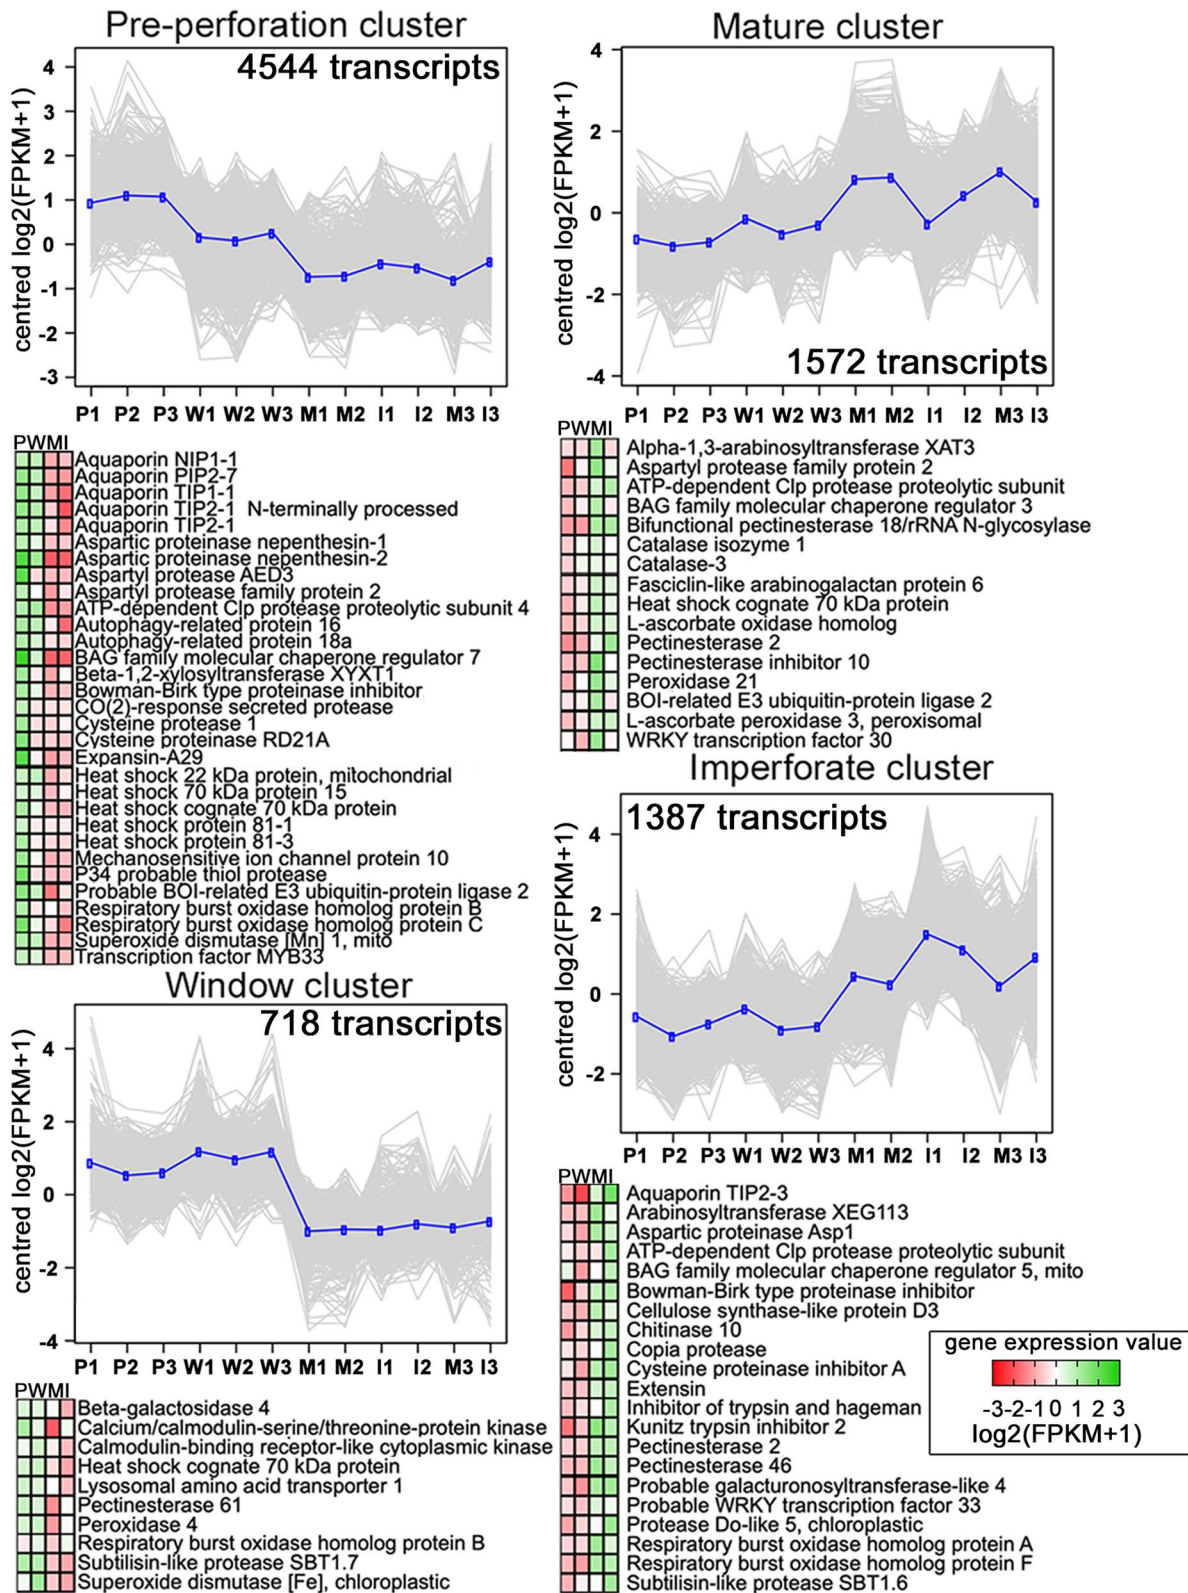 Pre-perforation cluster
4544 transcripts
centred log2(FPKM+1)
4
3
2
1
0
-1
-2
-3
P1 P2 P3 W1 W2 W3 M1 M2 I1 I2 M3 I3
PWMI
Aquaporin NIP1-1
Aquaporin PIP2-7
Aquaporin TIP1-1
Aquaporin TIP2-1 N-terminally processed
Aquaporin TIP2-1
Aspartic proteinase nepenthesin-1
Aspartic proteinase nepenthesin-2
Aspartyl protease AED3
Aspartyl protease family protein 2
ATP-dependent Clp protease proteolytic subunit 4
Autophagy-related protein 16
Autophagy-related protein 18a
BAG family molecular chaperone regulator 7
Beta-1,2-xylosyltransferase XYXT1
Bowman-Birk type proteinase inhibitor
CO(2)-response secreted protease
Cysteine protease 1
Cysteine proteinase RD21A
Expansin-A29
Heat shock 22 kDa protein, mitochondrial
Heat shock 70 kDa protein 15
Heat shock cognate 70 kDa protein
Heat shock protein 81-1
Heat shock protein 81-3
Mechanosensitive ion channel protein 10
P34 probable thiol protease
Probable BOI-related E3 ubiquitin-protein ligase 2
Respiratory burst oxidase homolog protein B
Respiratory burst oxidase homolog protein C
Superoxide dismutase [Mn] 1, mito
Transcription factor MYB33
Window cluster
718 transcripts
centred log2(FPKM+1)
4
2
0
-2
-4
P1 P2 P3 W1 W2 W3 M1 M2 I1 I2 M3 I3
PWMI
Beta-galactosidase 4
Calcium/calmodulin-serine/threonine-protein kinase
Calmodulin-binding receptor-like cytoplasmic kinase
Heat shock cognate 70 kDa protein
Lysosomal amino acid transporter 1
Pectinesterase 61
Peroxidase 4
Respiratory burst oxidase homolog protein B
Subtilisin-like protease SBT1.7
Superoxide dismutase [Fe], chloroplastic
Mature cluster
centred log2(FPKM+1)
4
2
0
-2
-4
1572 transcripts
P1 P2 P3 W1 W2 W3 M1 M2 I1 I2 M3 I3
PWMI
Alpha-1,3-arabinosyltransferase XAT3
Aspartyl protease family protein 2
ATP-dependent Clp protease proteolytic subunit
BAG family molecular chaperone regulator 3
Bifunctional pectinesterase 18/rRNA N-glycosylase
Catalase isozyme 1
Catalase-3
Fasciclin-like arabinogalactan protein 6
Heat shock cognate 70 kDa protein
L-ascorbate oxidase homolog
Pectinesterase 2
Pectinesterase inhibitor 10
Peroxidase 21
BOI-related E3 ubiquitin-protein ligase 2
L-ascorbate peroxidase 3, peroxisomal
WRKY transcription factor 30
Imperforate cluster
1387 transcripts
centred log2(FPKM+1)
4
2
0
-2
P1 P2 P3 W1 W2 W3 M1 M2 I1 I2 M3 I3
PWMI
Aquaporin TIP2-3
Arabinosyltransferase XEG113
Aspartic proteinase Asp1
ATP-dependent Clp protease proteolytic subunit
BAG family molecular chaperone regulator 5, mito
Bowman-Birk type proteinase inhibitor
Cellulose synthase-like protein D3
Chitinase 10
Copia protease
Cysteine proteinase inhibitor A
Extensin
Inhibitor of trypsin and hageman
Kunitz trypsin inhibitor 2
Pectinesterase 2
Pectinesterase 46
Probable galacturonosyltransferase-like 4
Probable WRKY transcription factor 33
Protease Do-like 5, chloroplastic
Respiratory burst oxidase homolog protein A
Respiratory burst oxidase homolog protein F
Subtilisin-like protease SBT1.6
gene expression value
-3-2-1 0 1 2 3
log2(FPKM+1)